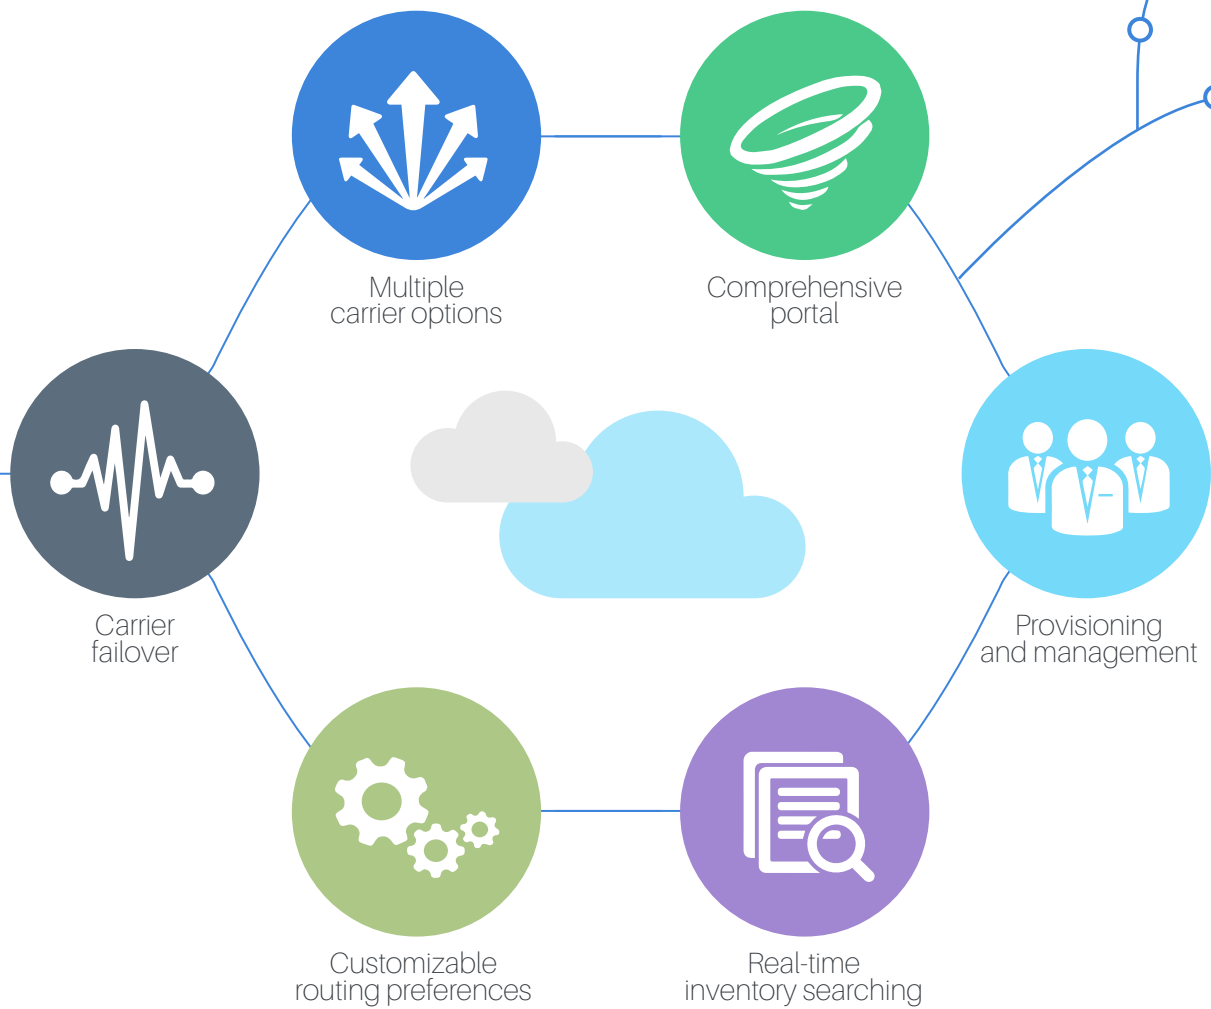 Multiple
carrier options
Comprehensive
portal
Carrier
failover
Provisioning
and management
Customizable
routing preferences
Real-time
inventory searching